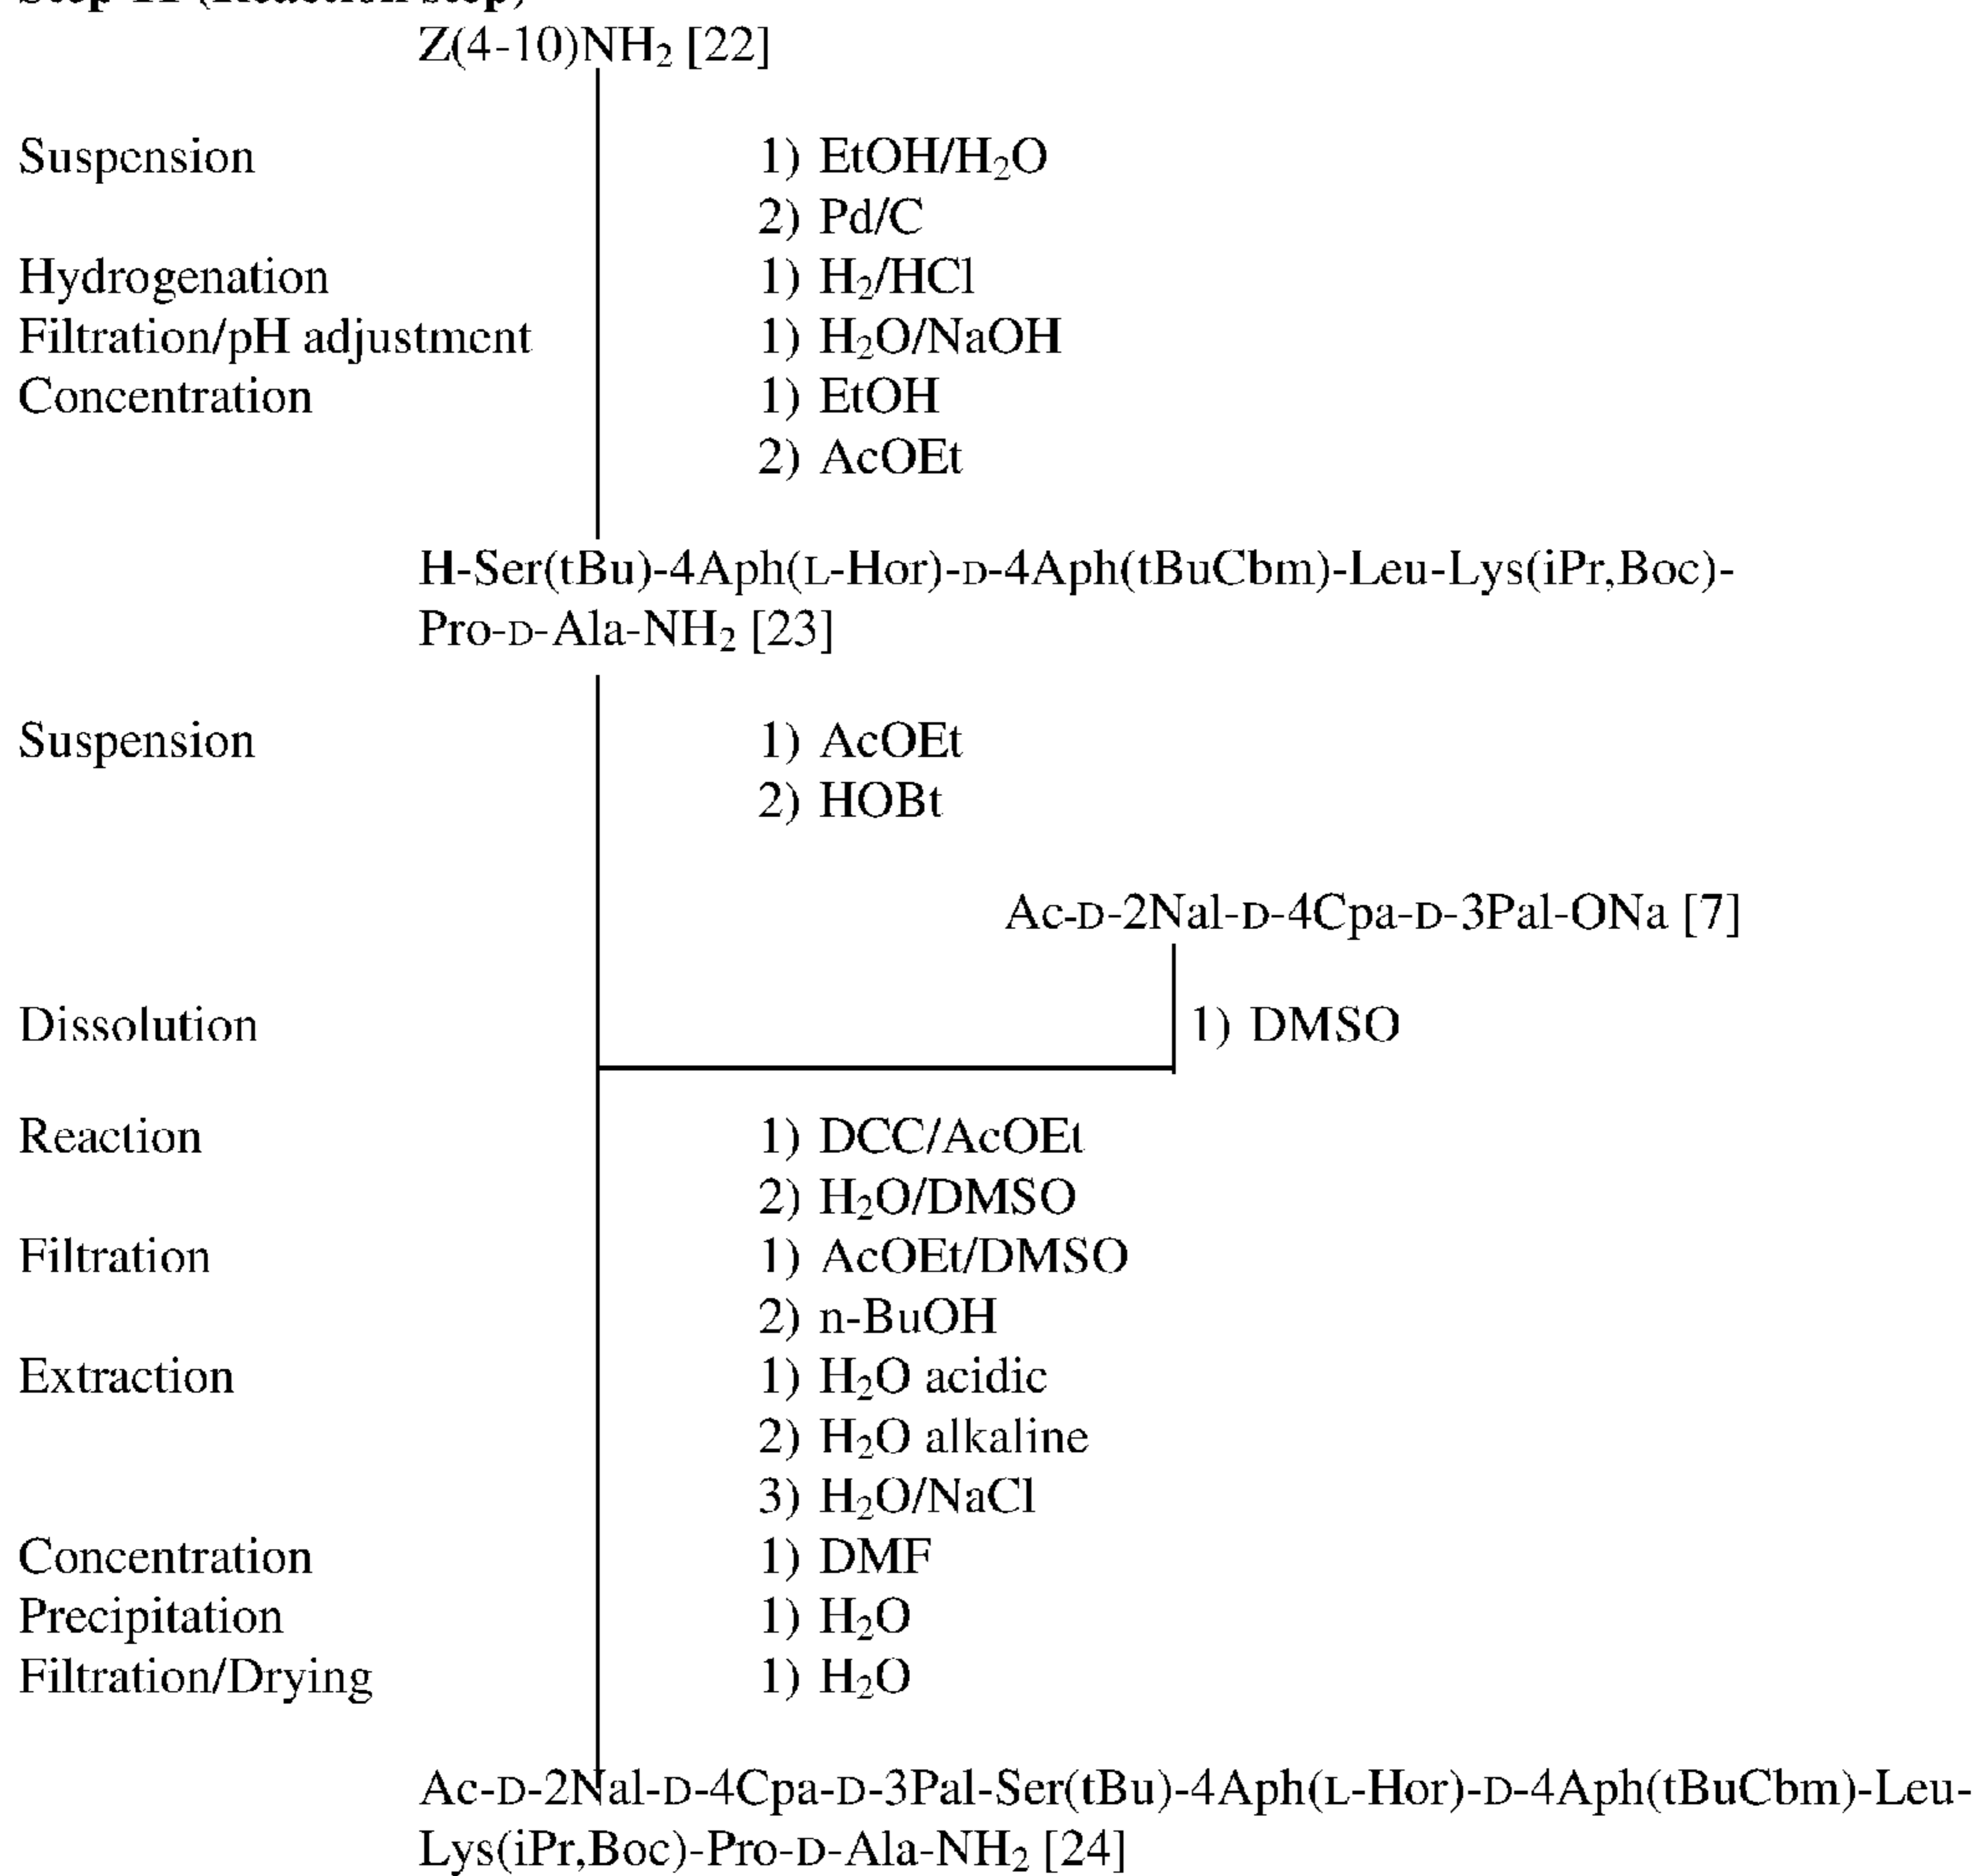 Step 11 (Reaction step)
Z(4-10)NH₂ [22]
Suspension 1) EtOH/H₂O
2) Pd/C
Hydrogenation 1) H₂/HCl
Filtration/pH adjustment 1) H₂O/NaOH
Concentration 1) EtOH
2) AcOEt
H-Ser(tBu)-4Aph(L-Hor)-D-4Aph(tBuCbm)-Leu-Lys(iPr,Boc)-
Pro-D-Ala-NH₂ [23]
Suspension 1) AcOEt
2) HOBt
Ac-D-2Nal-D-4Cpa-D-3Pal-ONa [7]
Dissolution 1) DMSO
Reaction 1) DCC/AcOEt
2) H₂O/DMSO
Filtration 1) AcOEt/DMSO
2) n-BuOH
Extraction 1) H₂O acidic
2) H₂O alkaline
3) H₂O/NaCl
Concentration 1) DMF
Precipitation 1) H₂O
Filtration/Drying 1) H₂O
Ac-D-2Nal-D-4Cpa-D-3Pal-Ser(tBu)-4Aph(L-Hor)-D-4Aph(tBuCbm)-Leu-
Lys(iPr,Boc)-Pro-D-Ala-NH₂ [24]